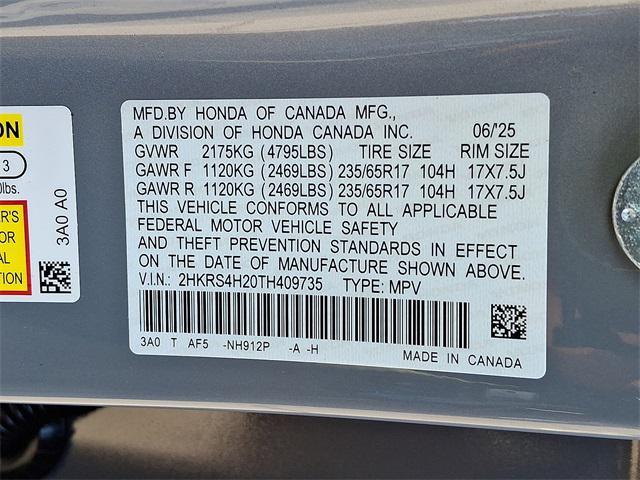 ON
3
lbs.
R'S
OR
AL
TION
3A0 A0
MFD.BY HONDA OF CANADA MFG.,
A DIVISION OF HONDA CANADA INC. 06/'25
GVWR 2175KG (4795LBS) TIRE SIZE RIM SIZE
GAWR F 1120KG (2469LBS) 235/65R17 104H 17X7.5J
GAWR R 1120KG (2469LBS) 235/65R17 104H 17X7.5J
THIS VEHICLE CONFORMS TO ALL APPLICABLE
FEDERAL MOTOR VEHICLE SAFETY
AND THEFT PREVENTION STANDARDS IN EFFECT
ON THE DATE OF MANUFACTURE SHOWN ABOVE.
V.I.N.: 2HKRS4H20TH409735 TYPE: MPV
3A0 T AF5 -NH912P -A -H
MADE IN CANADA